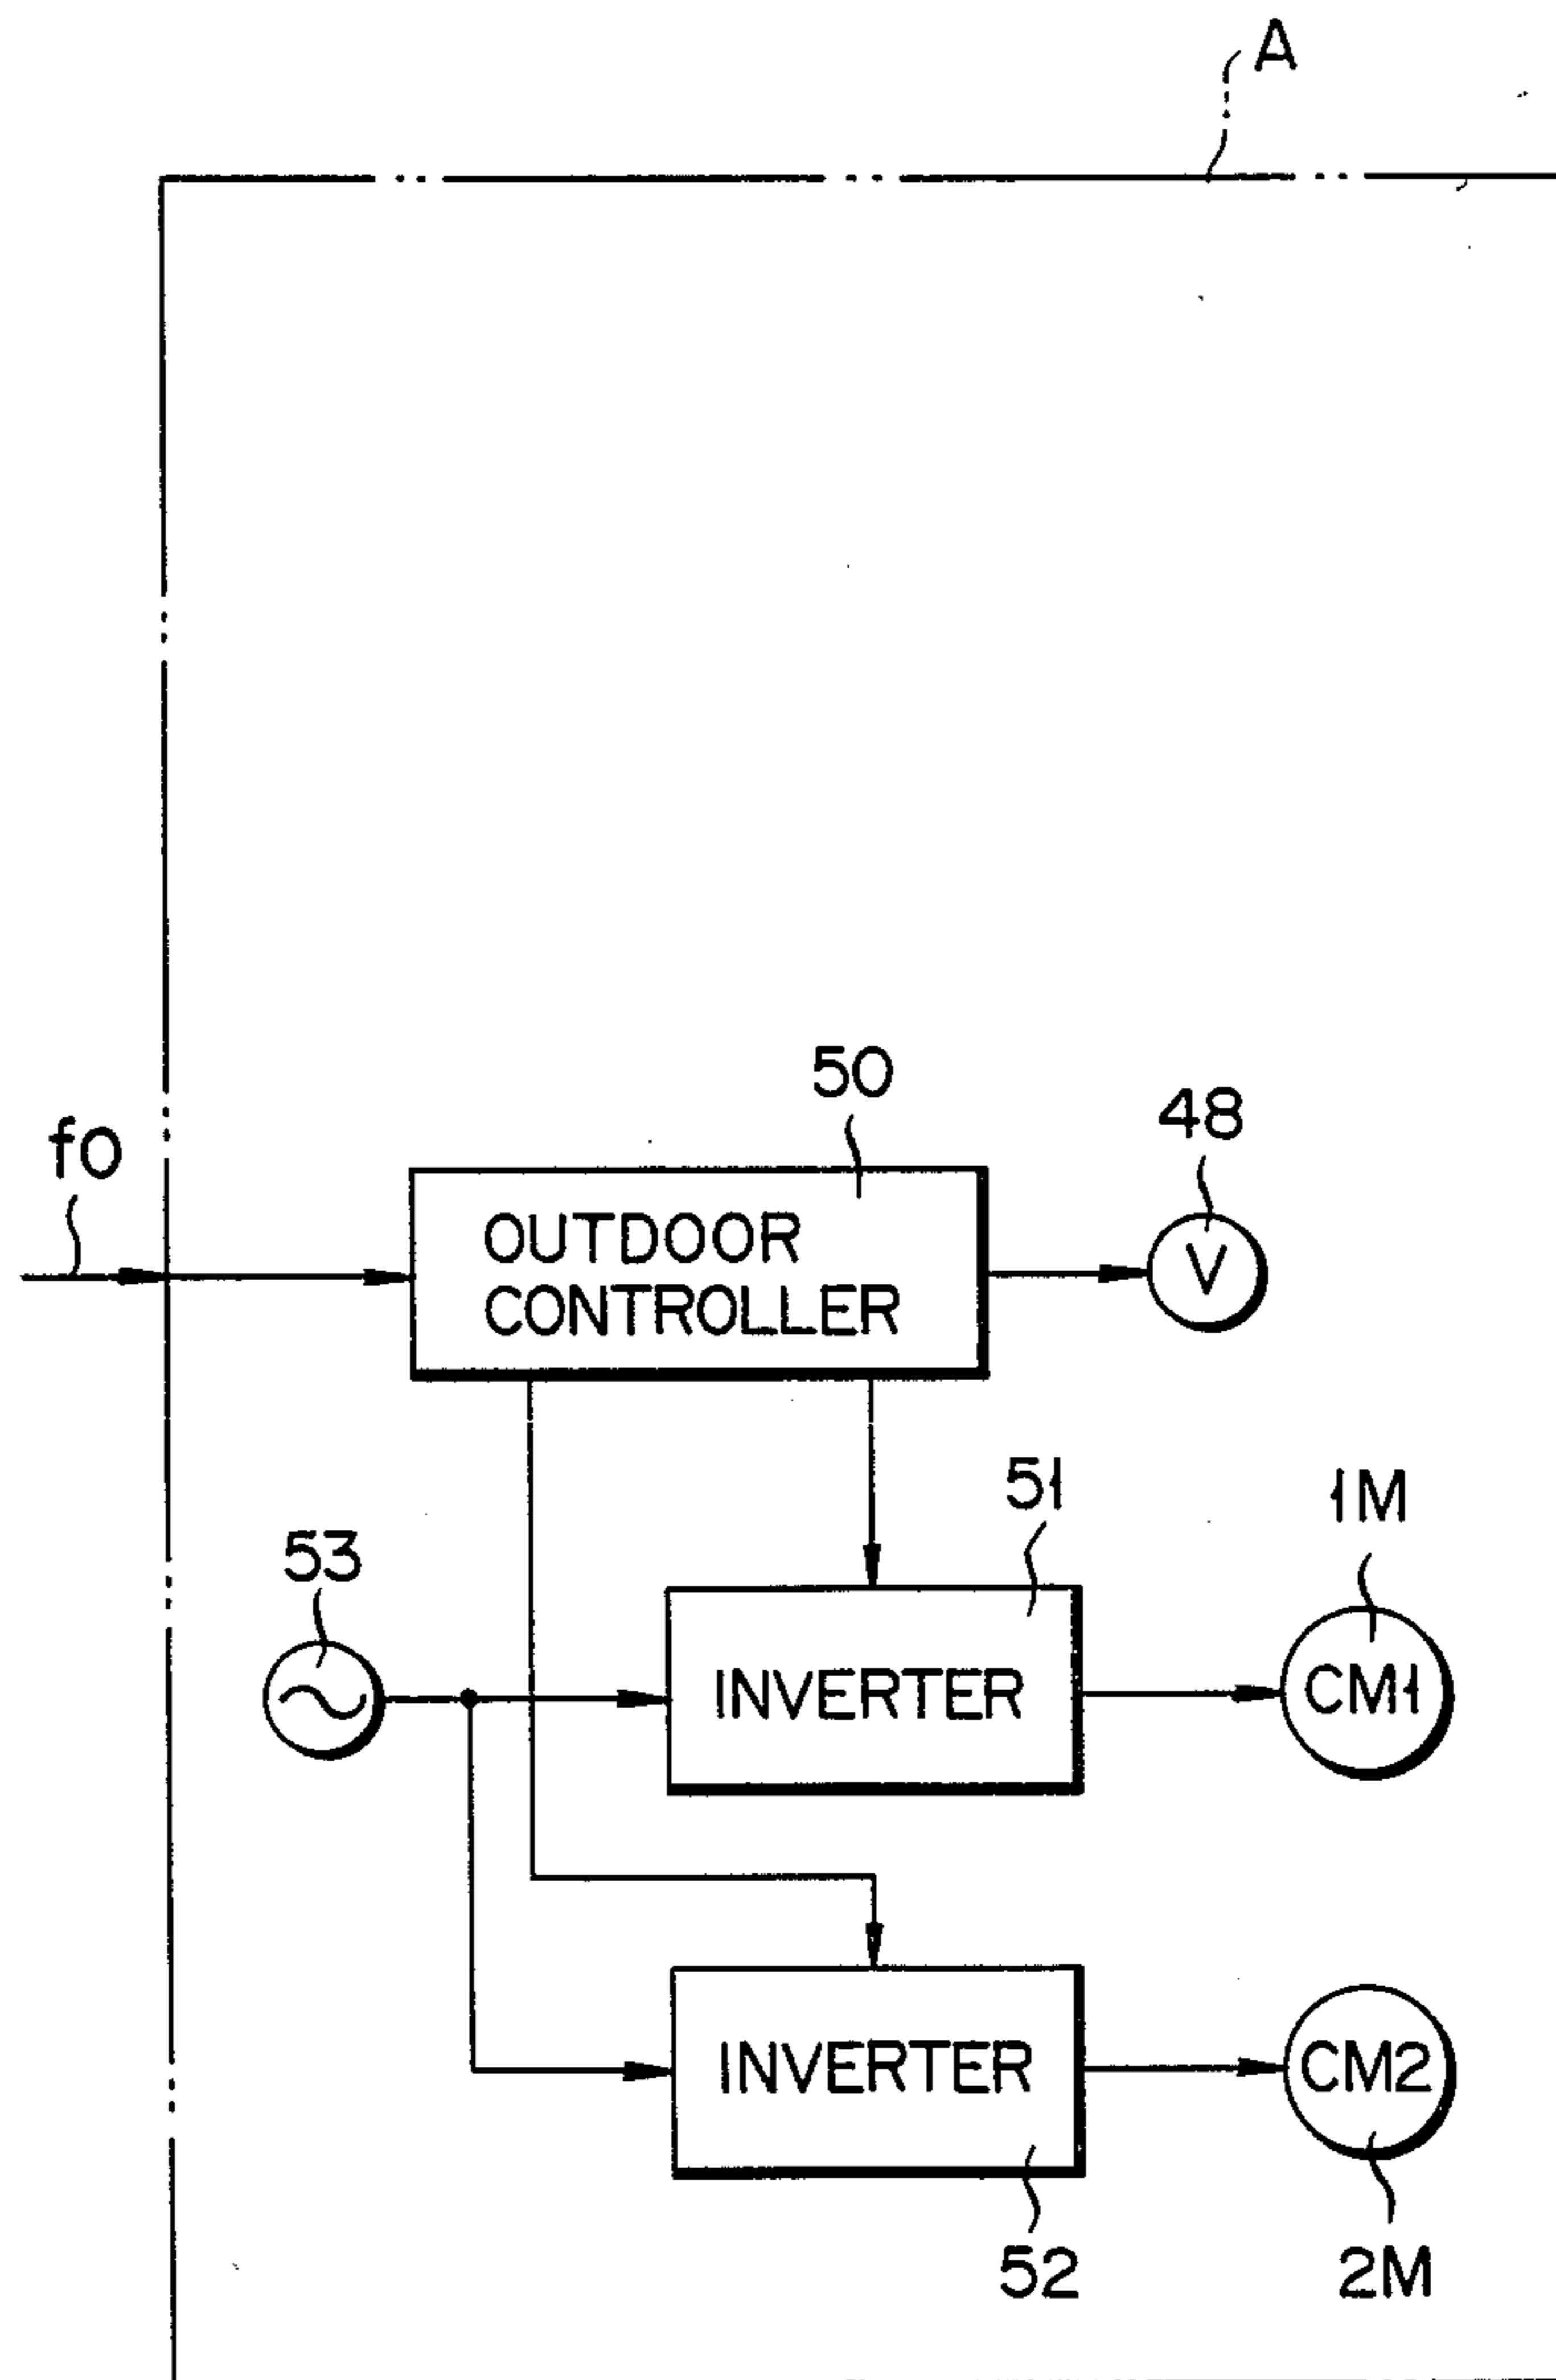 A
50
48
f0
OUTDOOR
CONTROLLER
V
51
1M
53
INVERTER
CM1
INVERTER
CM2
52
2M